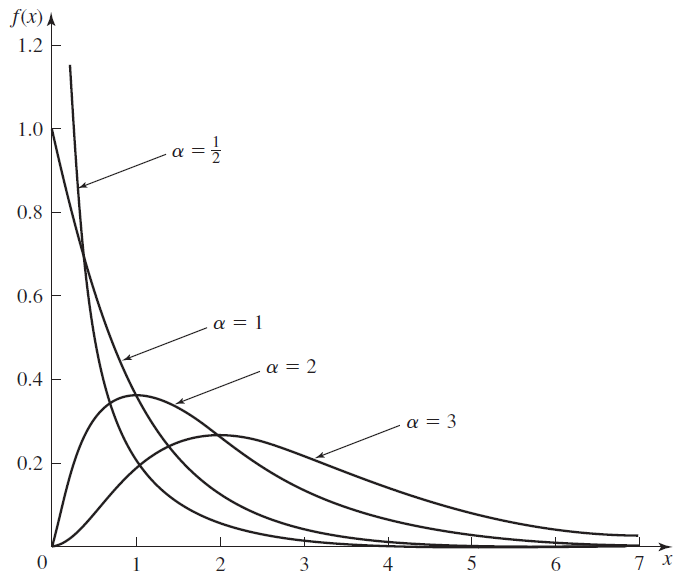 f(x)
1.2
1.0
α = 1/2
0.8
0.6
α = 1
α = 2
0.4
α = 3
0.2
0 1 2 3 4 5 6 7 x